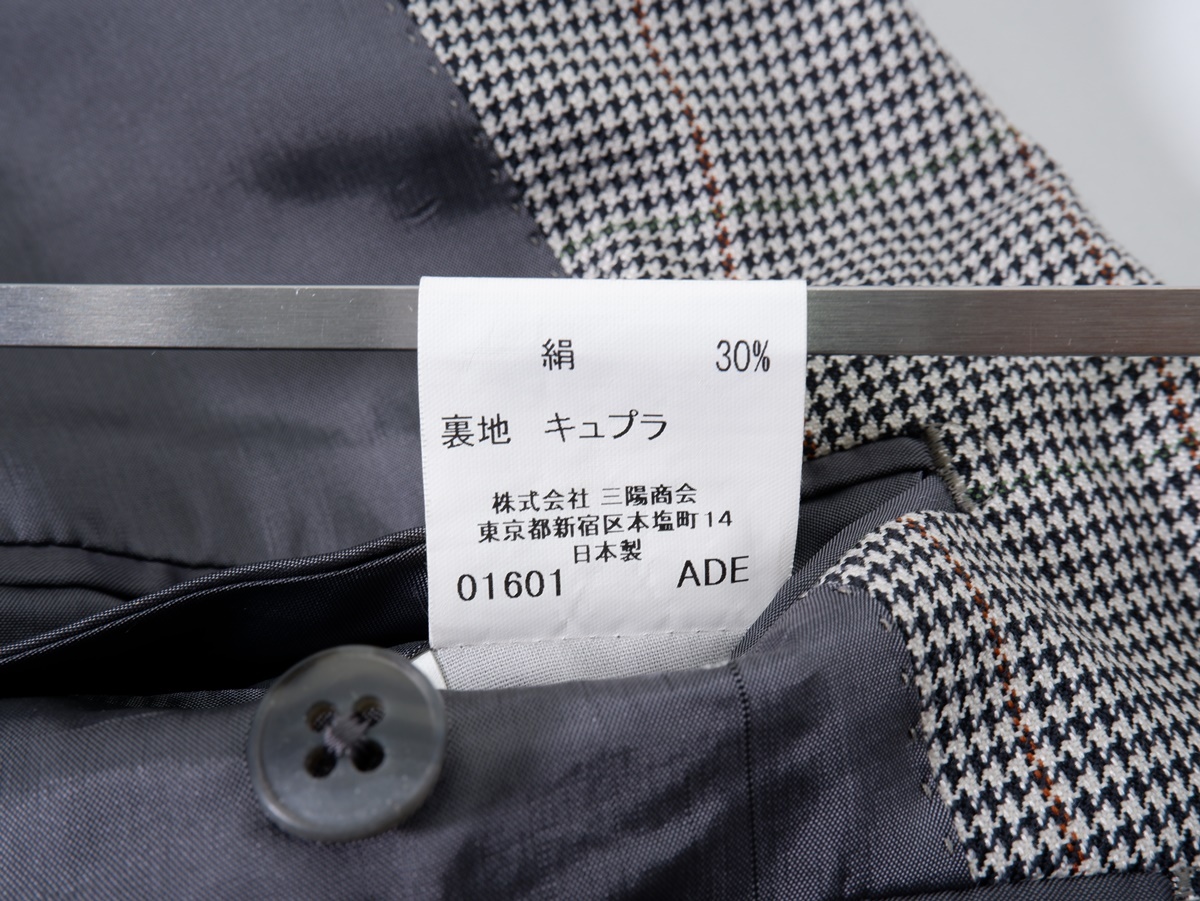 絹 30%
裏地 キュプラ
株式会社 三陽商会
東京都新宿区本塩町14
日本製
01601 ADE